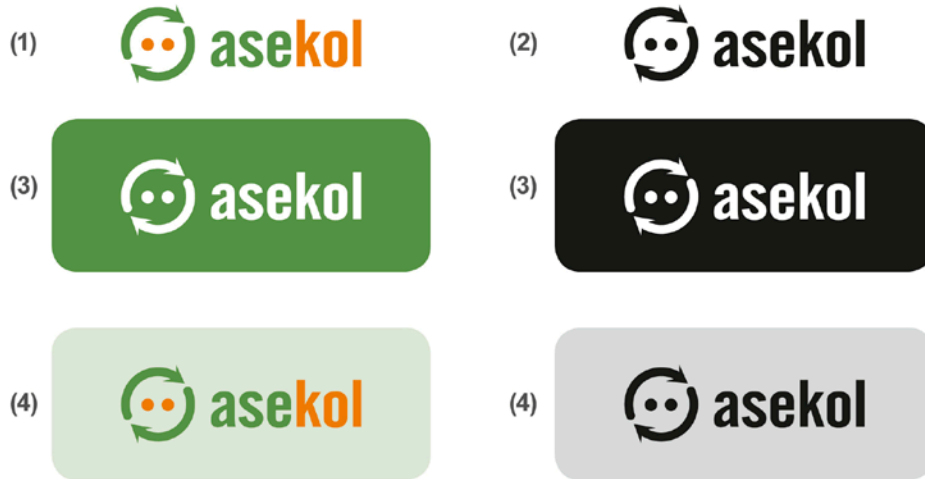 (1) asekol (2) asekol
(3) asekol (3) asekol
(4) asekol (4) asekol